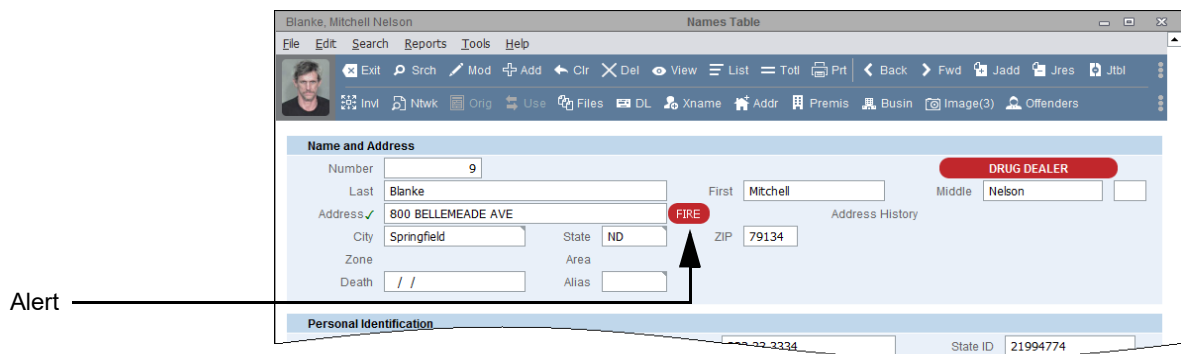 Blanke, Mitchell Nelson Names Table
File Edit Search Reports Tools Help
Exit Srch Mod Add Clr Del View List Totl Prt Back Fwd Jadd Jres Jtbl
Invl Ntwk Orig Use Files DL Xname Addr Premis Busin Image(3) Offenders
Name and Address
Number 9 DRUG DEALER
Last Blanke First Mitchell Middle Nelson
Address 800 BELLEMEADE AVE FIRE Address History
City Springfield State ND ZIP 79134
Zone Area
Death / / Alias
Alert
Personal Identification
State ID 21994774